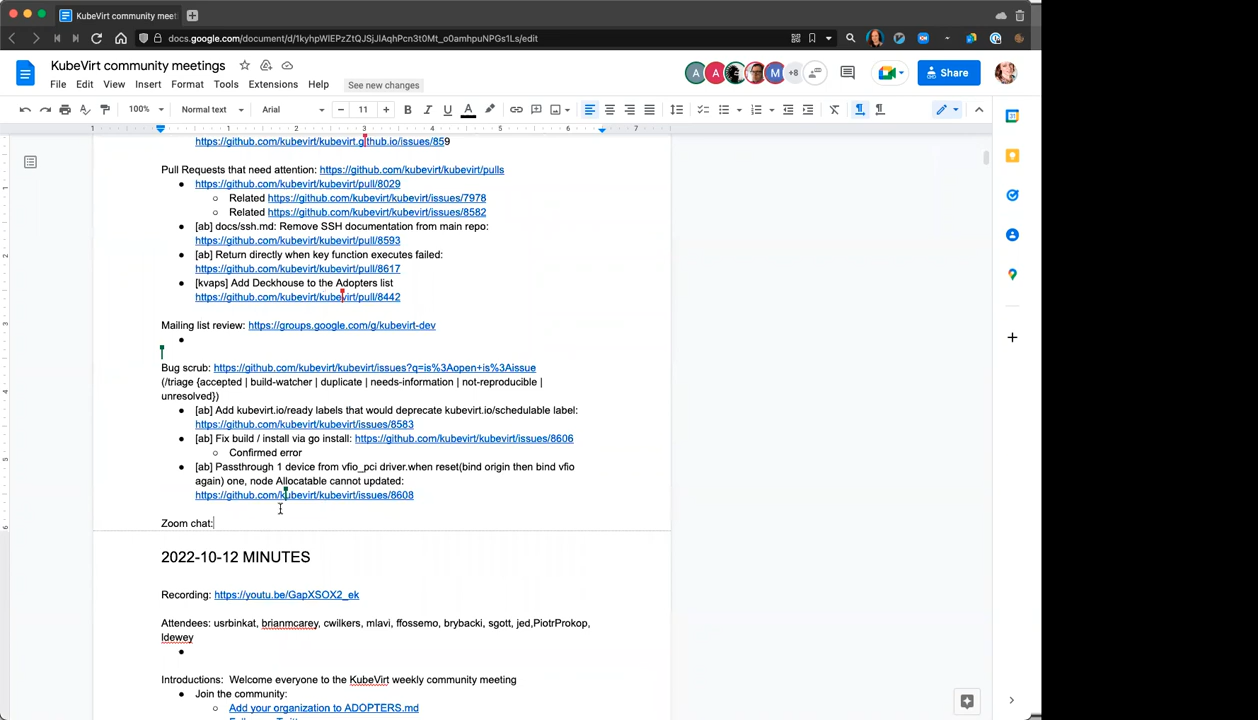 KubeVirt community meet
docs.google.com/document/d/1kyhpWlEPzZtQJSjJlAqhPcn3t0Mt_o0amhpuNPGs1Ls/edit
KubeVirt community meetings
File Edit View Insert Format Tools Extensions Help See new changes
A A M +8 Share
100% Normal text Arial 11
1 1 2 3 4 5 6 7
https://github.com/kubevirt/kubevirt.github.io/issues/859
Pull Requests that need attention: https://github.com/kubevirt/kubevirt/pulls
https://github.com/kubevirt/kubevirt/pull/8029
Related https://github.com/kubevirt/kubevirt/issues/7978
Related https://github.com/kubevirt/kubevirt/issues/8582
[ab] docs/ssh.md: Remove SSH documentation from main repo:
https://github.com/kubevirt/kubevirt/pull/8593
[ab] Return directly when key function executes failed:
https://github.com/kubevirt/kubevirt/pull/8617
[kvaps] Add Deckhouse to the Adopters list
https://github.com/kubevirt/kubevirt/pull/8442
Mailing list review: https://groups.google.com/g/kubevirt-dev
Bug scrub: https://github.com/kubevirt/kubevirt/issues?q=is%3Aopen+is%3Aissue
(/triage {accepted | build-watcher | duplicate | needs-information | not-reproducible |
unresolved})
[ab] Add kubevirt.io/ready labels that would deprecate kubevirt.io/schedulable label:
https://github.com/kubevirt/kubevirt/issues/8583
[ab] Fix build / install via go install: https://github.com/kubevirt/kubevirt/issues/8606
Confirmed error
[ab] Passthrough 1 device from vfio_pci driver.when reset(bind origin then bind vfio
again) one, node Allocatable cannot updated:
https://github.com/kubevirt/kubevirt/issues/8608
Zoom chat:
2022-10-12 MINUTES
Recording: https://youtu.be/GapXSOX2_ek
Attendees: usrbinkat, brianmcarey, cwilkers, mlavi, ffossemo, brybacki, sgott, jed,PiotrProkop,
ldewey
Introductions: Welcome everyone to the KubeVirt weekly community meeting
Join the community:
Add your organization to ADOPTERS.md